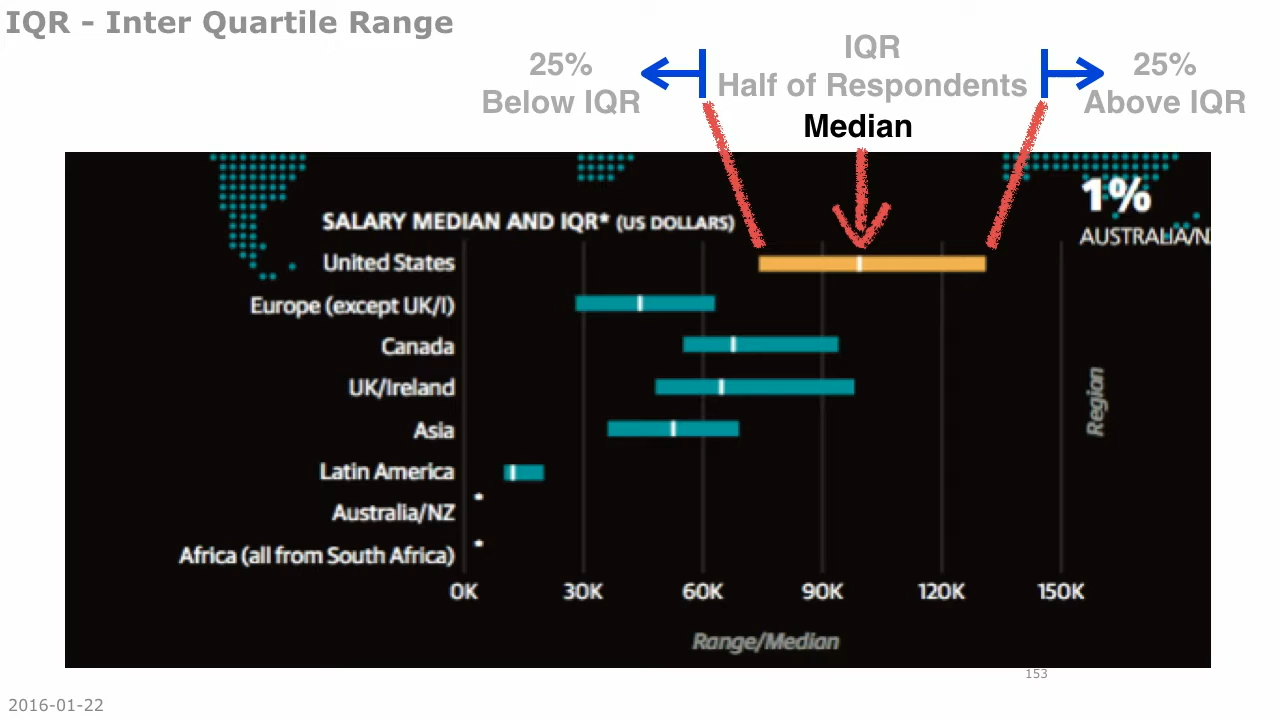 IQR - Inter Quartile Range
25%
Below IQR
IQR
Half of Respondents
Median
25%
Above IQR
1%
AUSTRALIA/N
SALARY MEDIAN AND IQR* (US DOLLARS)
United States
Europe (except UK/I)
Canada
UK/Ireland
Asia
Latin America
*
Australia/NZ
*
Africa (all from South Africa)
0K 30K 60K 90K 120K 150K
Range/Median
Region
153
2016-01-22